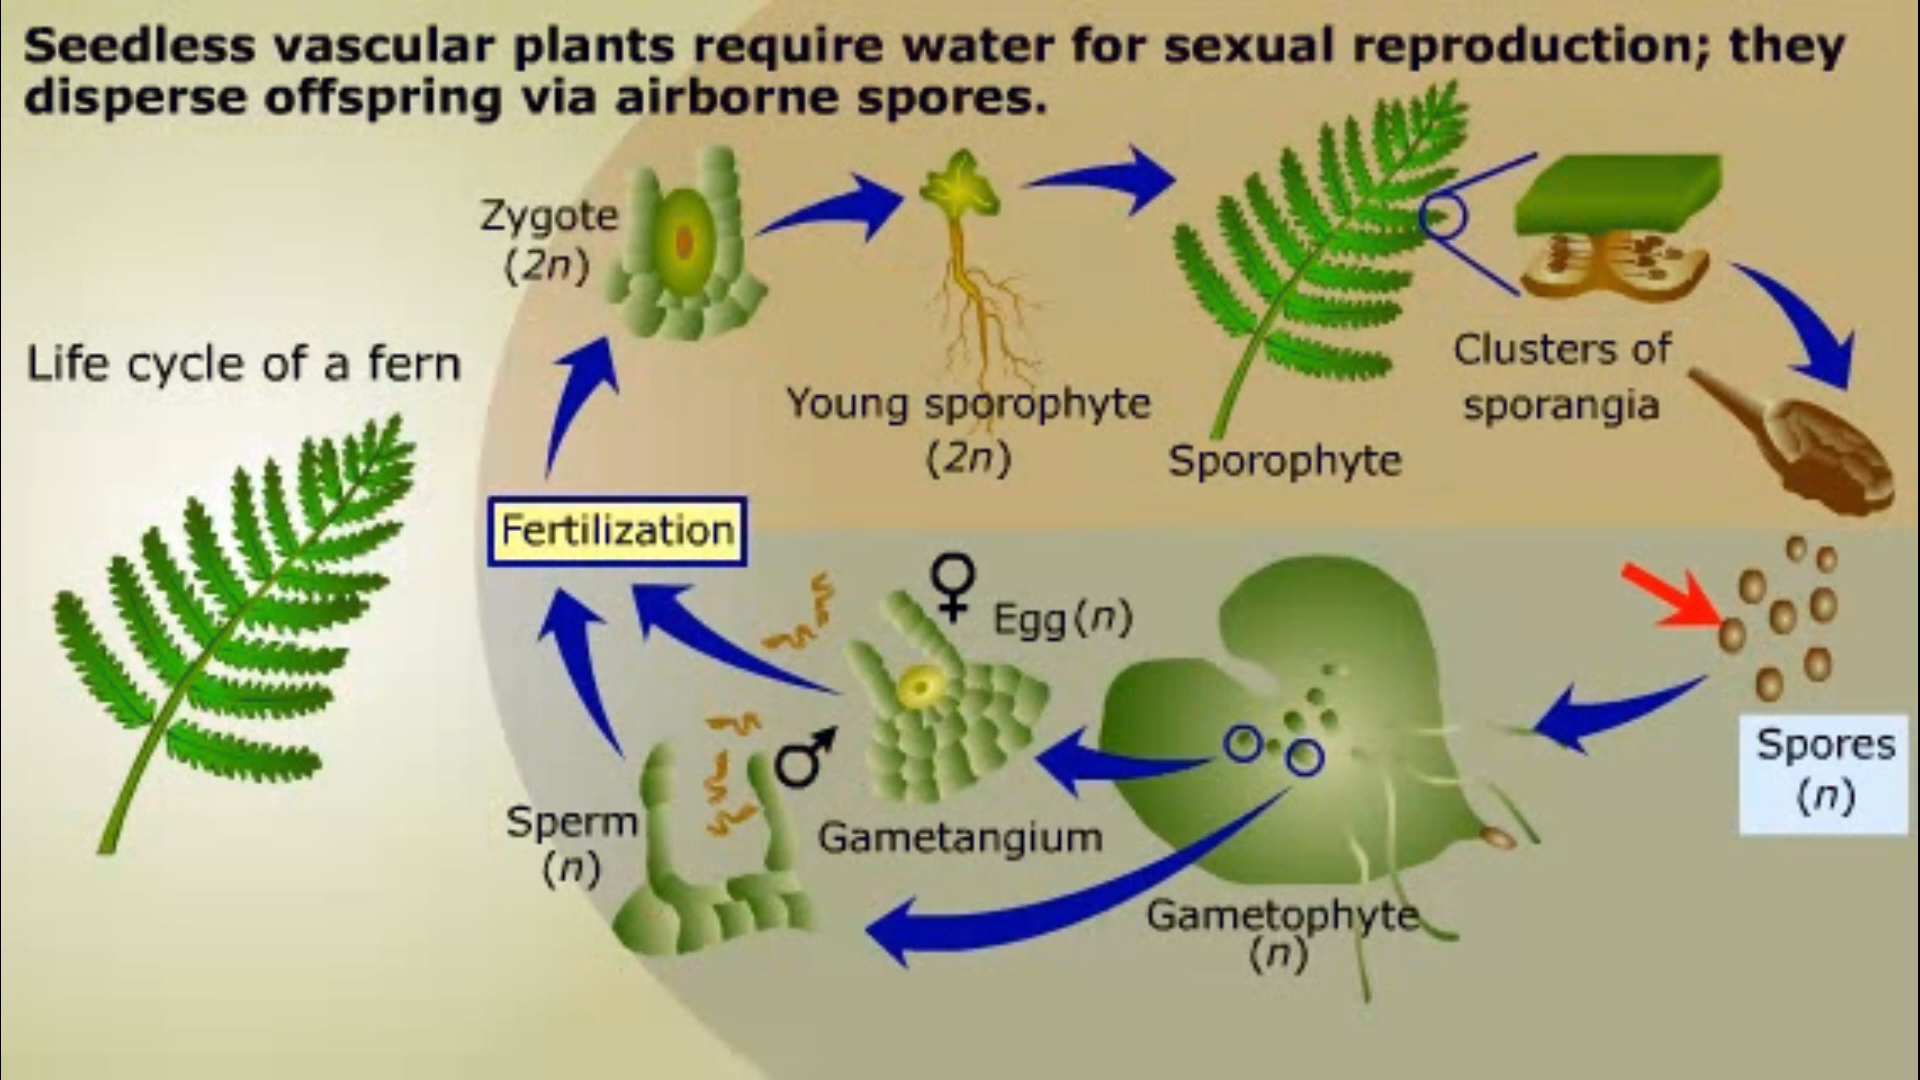 Seedless vascular plants require water for sexual reproduction; they
disperse offspring via airborne spores.
Life cycle of a fern
Zygote
(2n)
Young sporophyte
(2n)
Sporophyte
Clusters of
sporangia
Spores
(n)
Gametophyte
(n)
Egg (n)
Gametangium
Sperm
(n)
Fertilization